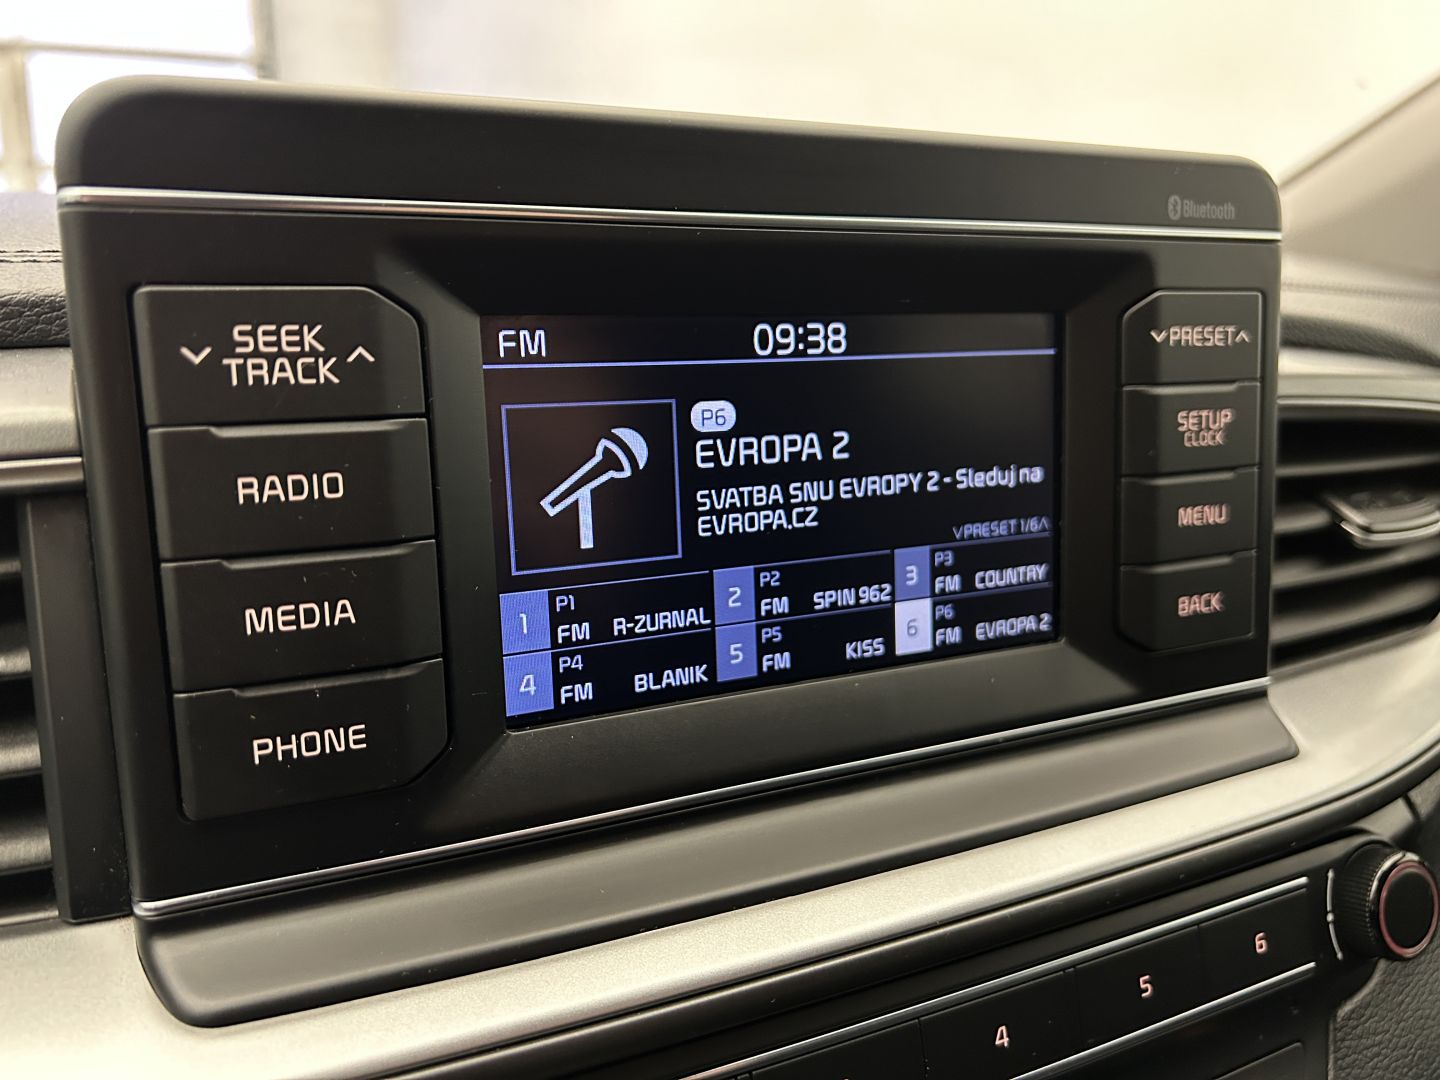 Bluetooth
SEEK
TRACK
RADIO
MEDIA
PHONE
FM 09:38
P6
EVROPA 2
SVATBA SNU EVROPY 2 - Sleduj na
EVROPA.CZ
PRESET 1/6
1 P1 FM R-ZURNAL
2 P2 FM SPIN 962
3 P3 FM COUNTRY
4 P4 FM BLANIK
5 P5 FM KISS
6 P6 FM EVROPA 2
PRESET
SETUP
CLOCK
MENU
BACK
4
5
6